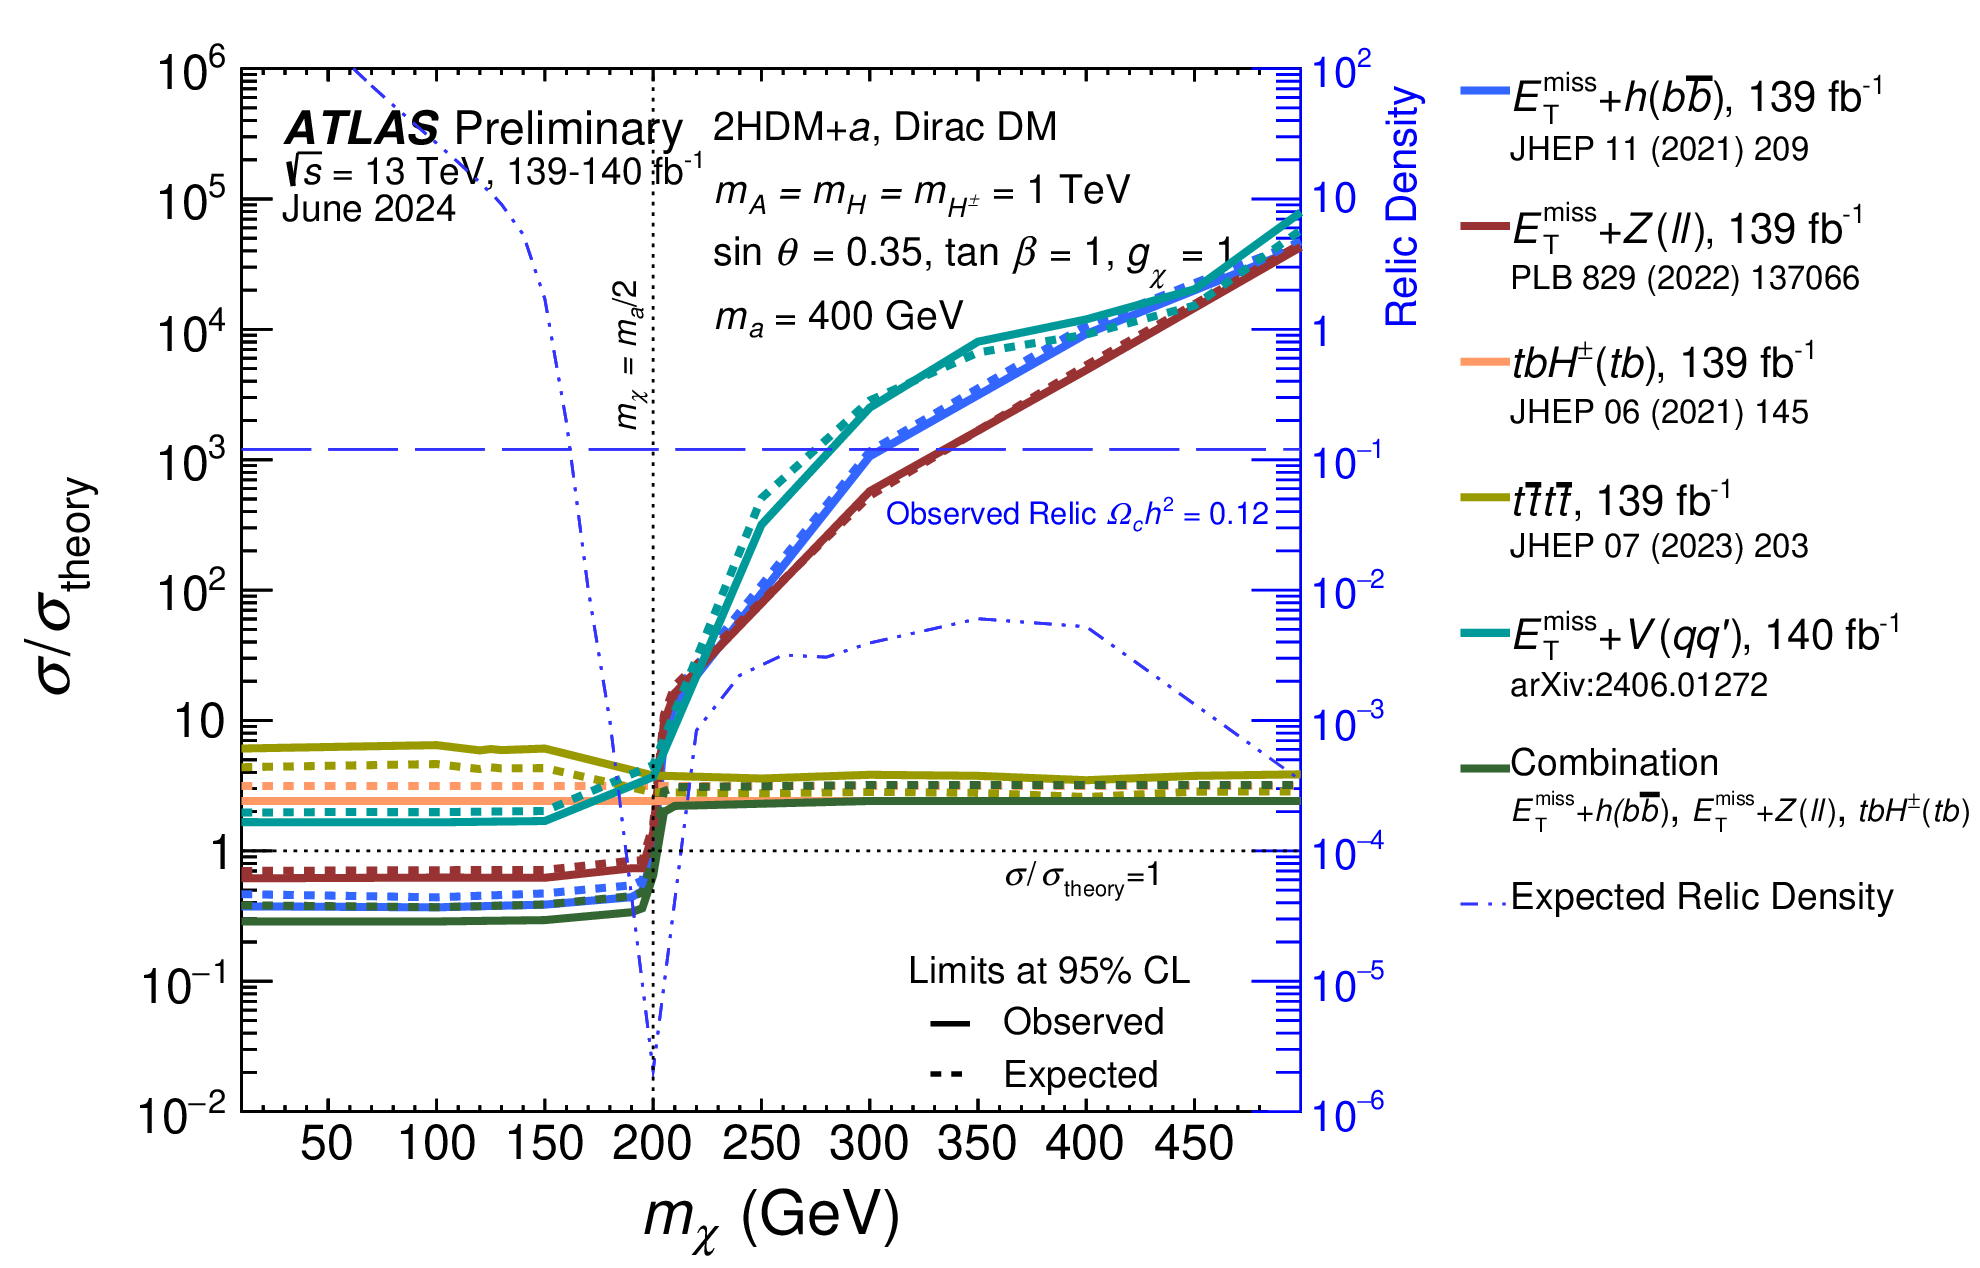 ATLAS Preliminary
√s = 13 TeV, 139-140 fb⁻¹
June 2024
2HDM+a, Dirac DM
m_A = m_H = m_H± = 1 TeV
sin θ = 0.35, tan β = 1, g_χ = 1
m_a = 400 GeV
m_χ = m_a/2
Observed Relic Ω_c h² = 0.12
σ/σ_theory=1
Limits at 95% CL
Observed
Expected
σ/σ_theory
10⁶
10⁵
10⁴
10³
10²
10
1
10⁻¹
10⁻²
50 100 150 200 250 300 350 400 450
m_χ (GeV)
Relic Density
10²
10
1
10⁻¹
10⁻²
10⁻³
10⁻⁴
10⁻⁵
10⁻⁶
E_T^miss+h(bb̅), 139 fb⁻¹
JHEP 11 (2021) 209
E_T^miss+Z(ll), 139 fb⁻¹
PLB 829 (2022) 137066
tbH±(tb), 139 fb⁻¹
JHEP 06 (2021) 145
tt̅tt̅, 139 fb⁻¹
JHEP 07 (2023) 203
E_T^miss+V(qq'), 140 fb⁻¹
arXiv:2406.01272
Combination
E_T^miss+h(bb̅), E_T^miss+Z(ll), tbH±(tb)
Expected Relic Density